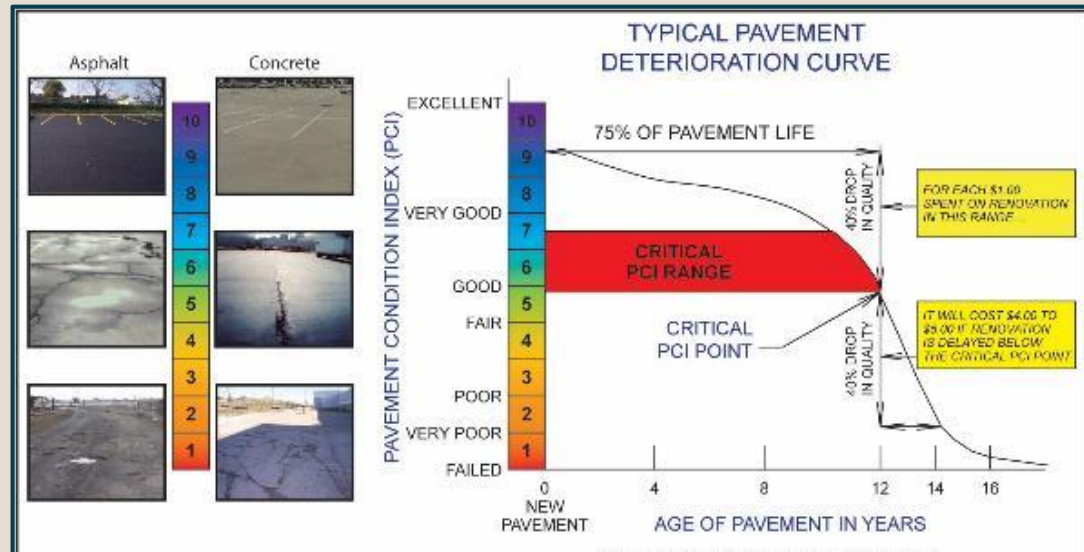 TYPICAL PAVEMENT
DETERIORATION CURVE
Asphalt
Concrete
10
9
8
7
6
5
4
3
2
1
PAVEMENT CONDITION INDEX (PCI)
EXCELLENT
VERY GOOD
GOOD
FAIR
POOR
VERY POOR
FAILED
10
9
8
7
6
5
4
3
2
1
75% OF PAVEMENT LIFE
40% DROP
IN QUALITY
FOR EACH $1.00
SPENT ON RENOVATION
IN THIS RANGE...
CRITICAL
PCI RANGE
CRITICAL
PCI POINT
40% DROP
IN QUALITY
IT WILL COST $4.00 TO
$5.00 IF RENOVATION
IS DELAYED BELOW
THE CRITICAL PCI POINT
0
4
8
12
14
16
NEW
PAVEMENT
AGE OF PAVEMENT IN YEARS